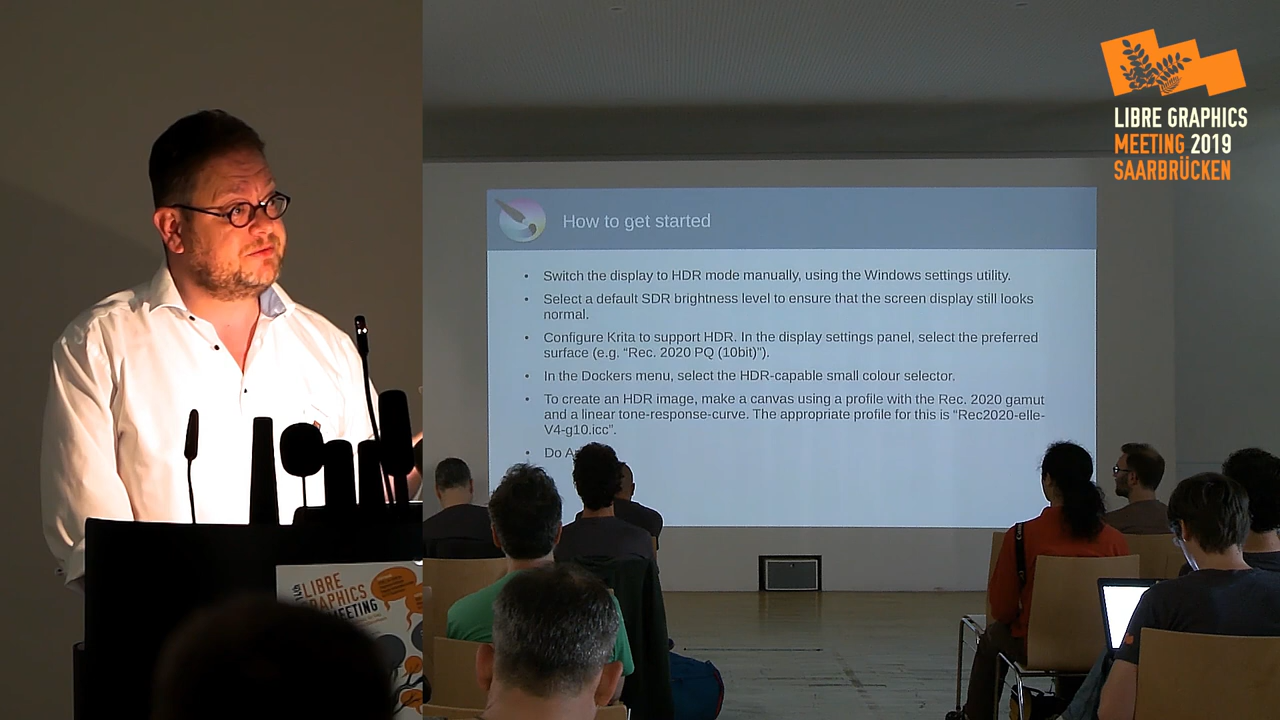 LIBRE GRAPHICS
MEETING 2019
SAARBRÜCKEN
How to get started
• Switch the display to HDR mode manually, using the Windows settings utility.
• Select a default SDR brightness level to ensure that the screen display still looks
normal.
• Configure Krita to support HDR. In the display settings panel, select the preferred
surface (e.g. “Rec. 2020 PQ (10bit)”).
• In the Dockers menu, select the HDR-capable small colour selector.
• To create an HDR image, make a canvas using a profile with the Rec. 2020 gamut
and a linear tone-response-curve. The appropriate profile for this is “Rec2020-elle-
V4-g10.icc”.
• Do
LIBRE
GRAPHICS
MEETING